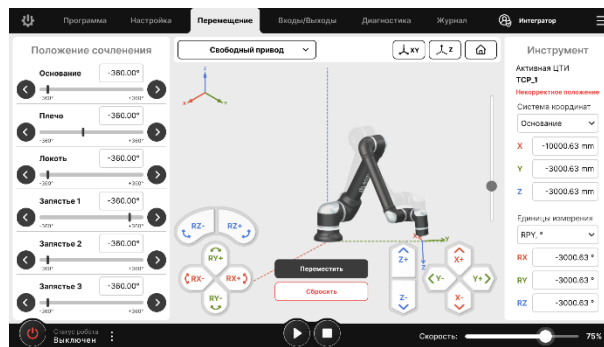 Программа Настройка Перемещение Входы/Выходы Диагностика Журнал Интегратор
Положение сочленения
Основание -360.00°
-360° +360°
Плечо -360.00°
-360° +360°
Локоть -360.00°
-360° +360°
Запястье 1 -360.00°
-360° +360°
Запястье 2 -360.00°
-360° +360°
Запястье 3 -360.00°
-360° +360°
Свободный привод
XY Z
X Y Z
RZ- RZ+
RY+
RX- RX+
RY-
Переместить
Сбросить
X Y Z
Z+
Z-
X+
Y- Y+
X-
Инструмент
Активная ЦТИ
TCP_1
Некорректное положение
Система координат
Основание
X -10000.63 mm
Y -3000.63 mm
Z -3000.63 mm
Единицы измерения
RPY, °
RX -3000.63 °
RY -3000.63 °
RZ -3000.63 °
Статус робота
Выключен
Скорость: 75%